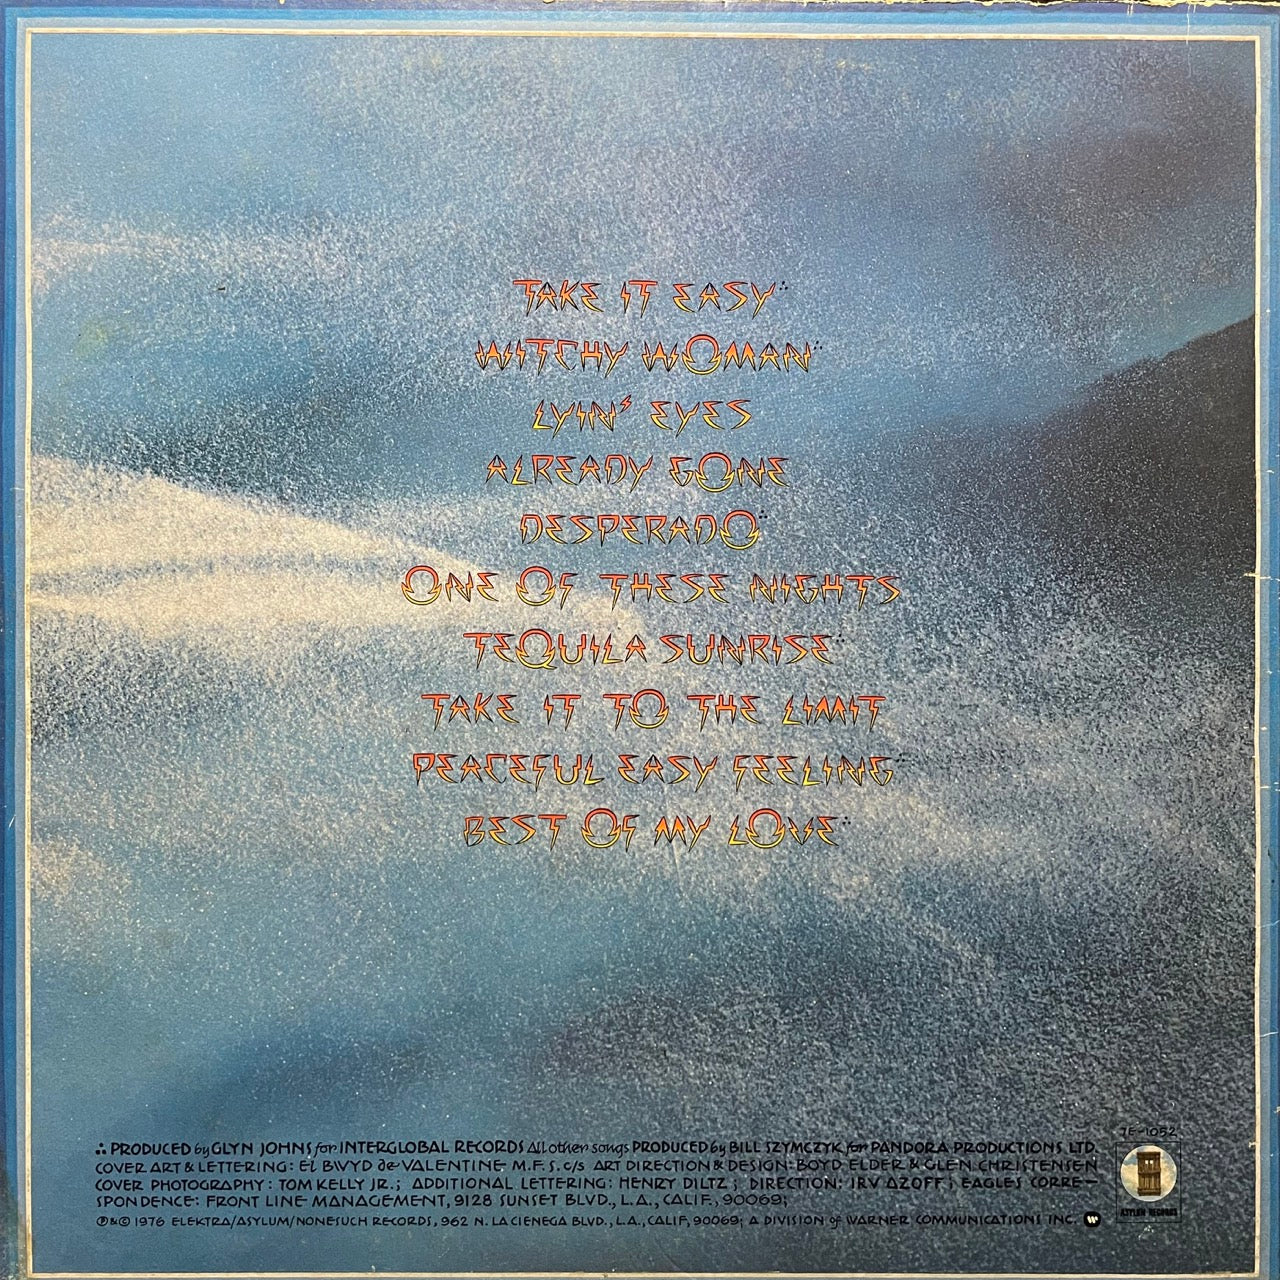 TAKE IT EASY∴
WITCHY WOMAN∴
LYIN' EYES
ALREADY GONE
DESPERADO∴
ONE OF THESE NIGHTS
TEQUILA SUNRISE∴
TAKE IT TO THE LIMIT
PEACEFUL EASY FEELING∴
BEST OF MY LOVE∴
∴ PRODUCED by GLYN JOHNS for INTERGLOBAL RECORDS All other songs PRODUCED by BILL SZYMCZYK for PANDORA PRODUCTIONS, LTD.
COVER ART & LETTERING: El BWYD de VALENTINE M.F.S. c/s ART DIRECTION & DESIGN: BOYD ELDER & GLEN CHRISTENSEN
COVER PHOTOGRAPHY: TOM KELLY JR.; ADDITIONAL LETTERING: HENRY DILTZ; DIRECTION: IRV AZOFF; EAGLES CORRE-
SPONDENCE: FRONT LINE MANAGEMENT, 9128 SUNSET BLVD., L.A., CALIF., 90069;
℗&© 1976 ELEKTRA/ASYLUM/NONESUCH RECORDS, 962 N. LA CIENEGA BLVD., L.A., CALIF, 90069; A DIVISION of WARNER COMMUNICATIONS INC.
7E-1052
ASYLUM RECORDS